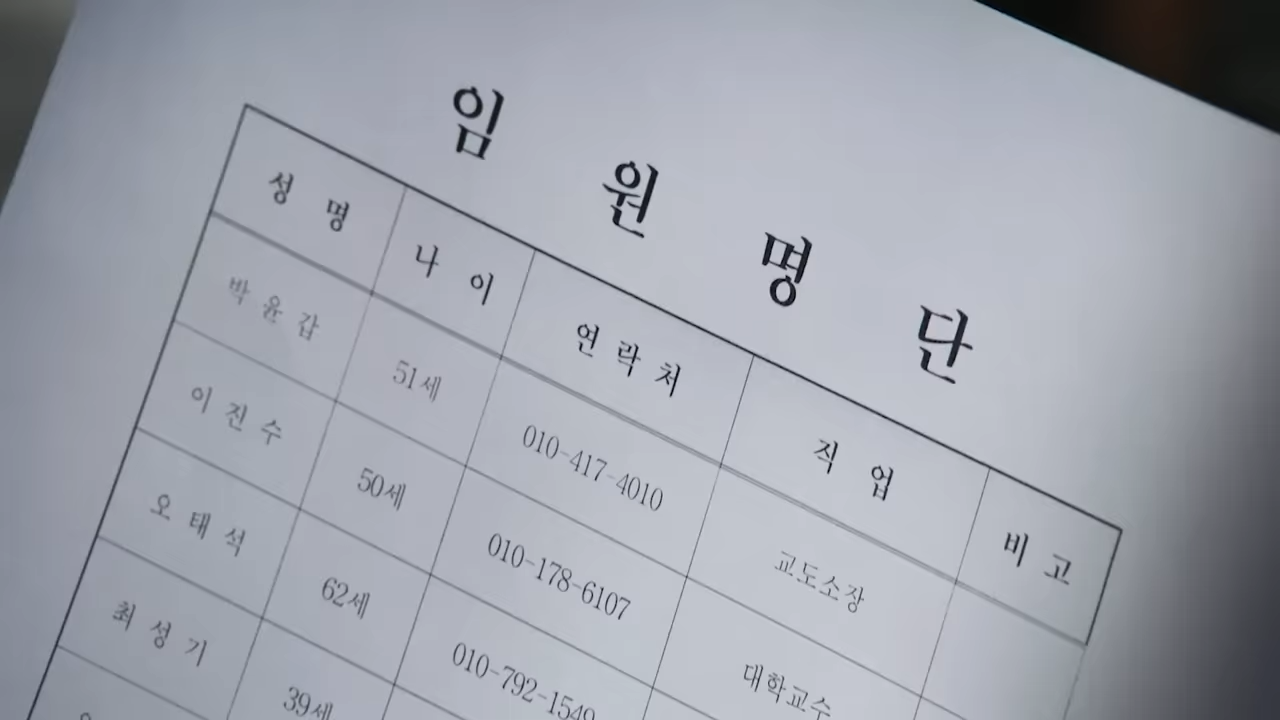 임 원 명 단
성 명 나 이 연 락 처 직 업 비 고
박 윤 갑 51세 010-417-4010 교도소장
이 진 수 50세 010-178-6107 대학교수
오 태 석 62세 010-792-1549
최 성 기 39세